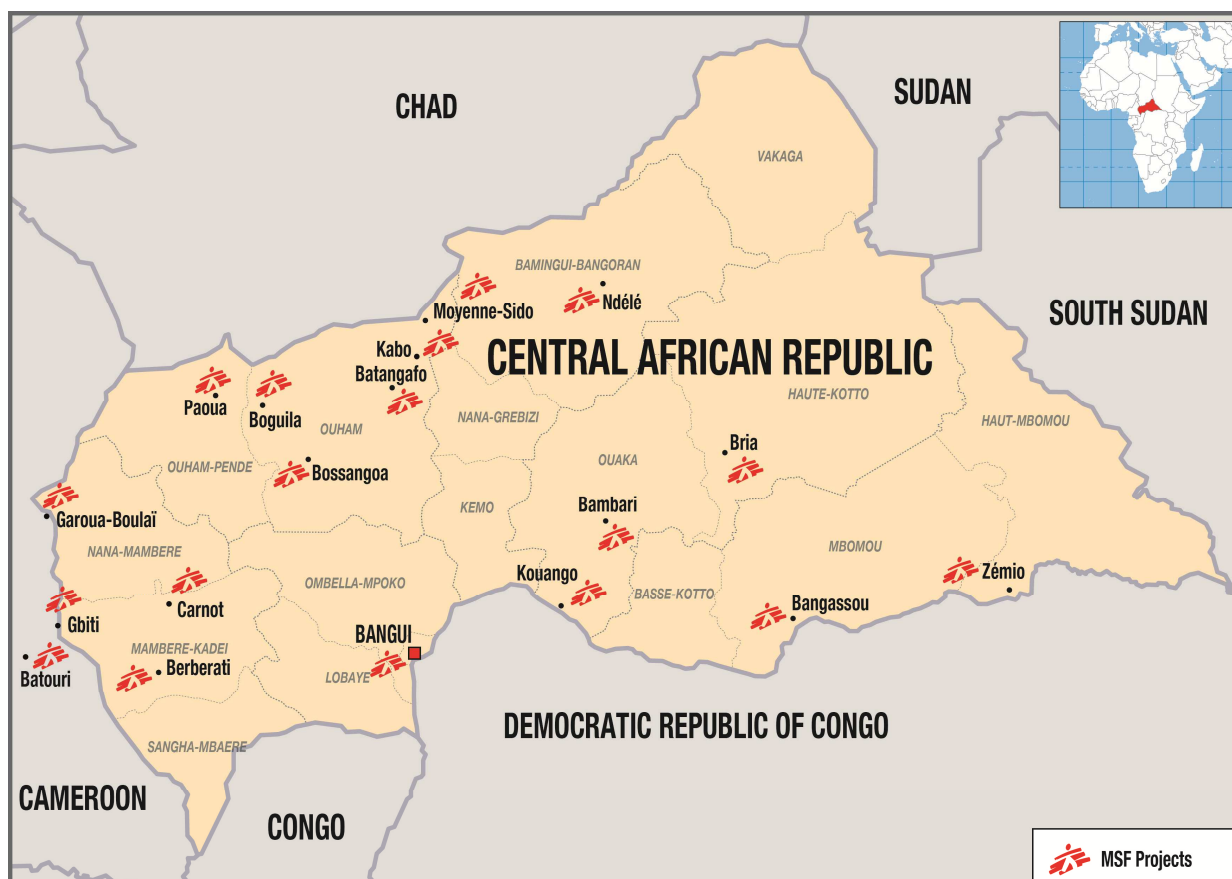 SUDAN
CHAD
VAKAGA
BAMINGUI-BANGORAN
Ndélé
Moyenne-Sido
SOUTH SUDAN
Kabo
CENTRAL AFRICAN REPUBLIC
Batangafo
HAUTE-KOTTO
Paoua
Boguila
NANA-GREBIZI
HAUT-MBOMOU
OUHAM
Bria
OUAKA
OUHAM-PENDE
Bossangoa
KEMO
Bambari
Garoua-Boulaï
MBOMOU
NANA-MAMBERE
Zémio
Kouango
OMBELLA-MPOKO
BASSE-KOTTO
Carnot
Bangassou
Gbiti
BANGUI
MAMBERE-KADEI
Berberati
Batouri
LOBAYE
DEMOCRATIC REPUBLIC OF CONGO
SANGHA-MBAERE
CAMEROON
CONGO
MSF Projects